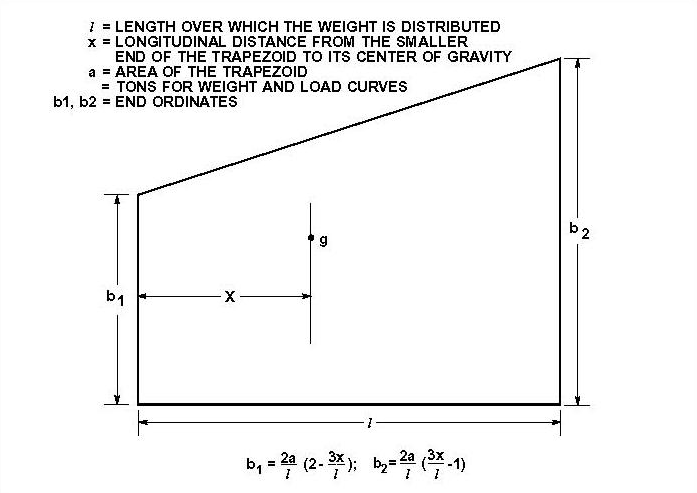 l = LENGTH OVER WHICH THE WEIGHT IS DISTRIBUTED
x = LONGITUDINAL DISTANCE FROM THE SMALLER
END OF THE TRAPEZOID TO ITS CENTER OF GRAVITY
a = AREA OF THE TRAPEZOID
= TONS FOR WEIGHT AND LOAD CURVES
b1, b2 = END ORDINATES
b2
g
b1
X
l
b1 = 2a/l (2- 3x/l); b2= 2a/l (3x/l -1)